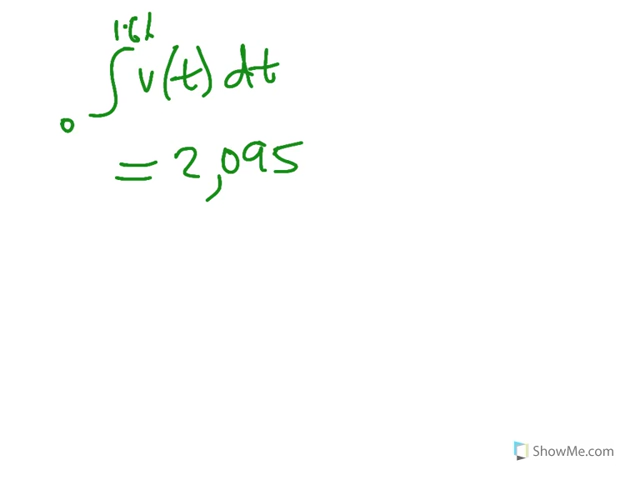 1.61
∫ v(t) dt
0
= 2,095
ShowMe.com